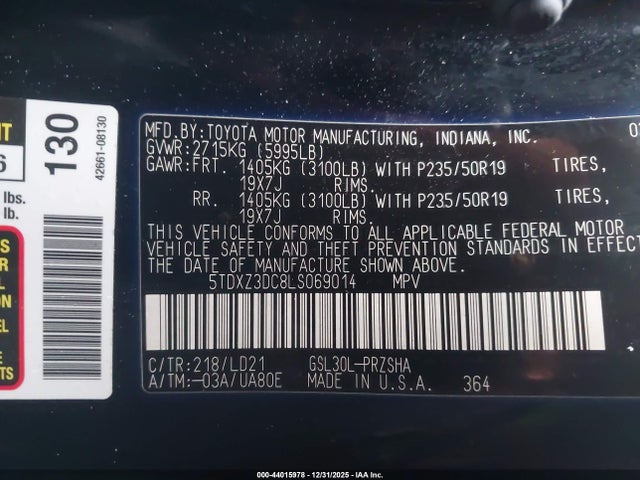 MFD.BY:TOYOTA MOTOR MANUFACTURING, INDIANA, INC.
GVWR:2715KG (5995LB)
GAWR:FRT. 1405KG (3100LB) WITH P235/50R19 TIRES,
19X7J RIMS.
RR. 1405KG (3100LB) WITH P235/50R19 TIRES,
19X7J RIMS.
THIS VEHICLE CONFORMS TO ALL APPLICABLE FEDERAL MOTOR
VEHICLE SAFETY AND THEFT PREVENTION STANDARDS IN EFFECT
THE DATE OF MANUFACTURE SHOWN ABOVE.
5TDXZ3DC8LS069014 MPV
C/TR:218/LD21 GSL30L-PRZSHA
A/TM:-03A/UA80E MADE IN U.S.A. 364
130
42661-08130
lbs.
lb.
000-44015978 - 12/31/2025 - IAA Inc.